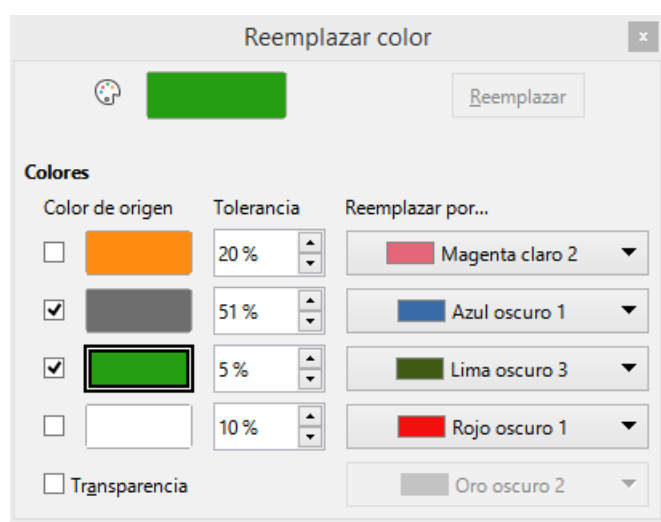 Reemplazar color
x
Reemplazar
Colores
Color de origen Tolerancia Reemplazar por...
20 % Magenta claro 2
51 % Azul oscuro 1
5 % Lima oscuro 3
10 % Rojo oscuro 1
Transparencia Oro oscuro 2